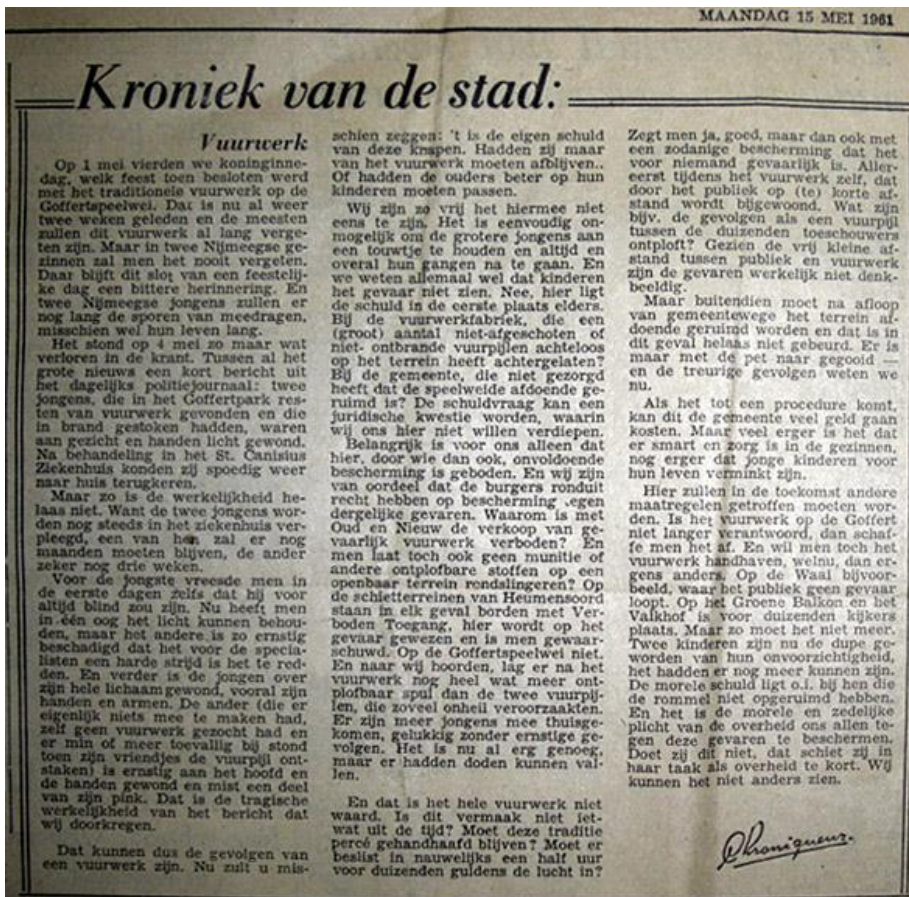 MAANDAG 15 MEI 1961
Kroniek van de stad:
Vuurwerk
Op 1 mei vierden we koninginne-
dag, welk feest toen besloten werd
met het traditionele vuurwerk op de
Goffertspeelwei. Dat is nu al weer
twee weken geleden en de meesten
zullen dit vuurwerk al lang verge-
ten zijn. Maar in twee Nijmeegse ge-
zinnen zal men het nooit vergeten.
Daar blijft dit slot van een feestelij-
ke dag een bittere herinnering. En
twee Nijmeegse jongens zullen er
nog lang de sporen van meedragen,
misschien wel hun leven lang.
Het stond op 4 mei zo maar wat
verloren in de krant. Tussen al het
grote nieuws een kort bericht uit
het dagelijks politiejournaal: twee
jongens, die in het Goffertpark res-
ten van vuurwerk gevonden en die
in brand gestoken hadden, waren
aan gezicht en handen licht gewond.
Na behandeling in het St. Canisius
Ziekenhuis konden zij spoedig weer
naar huis terugkeren.
Maar zo is de werkelijkheid he-
laas niet. Want de twee jongens wor-
den nog steeds in het ziekenhuis ver-
pleegd, een van hen zal er nog
maanden moeten blijven, de ander
zeker nog drie weken.
Voor de jongste vreesde men in
de eerste dagen zelfs dat hij voor
altijd blind zou zijn. Nu heeft men
in één oog het licht kunnen behou-
den, maar het andere is zo ernstig
beschadigd dat het voor de specia-
listen een harde strijd is het te red-
den. En verder is de jongen over
zijn hele lichaam gewond, vooral zijn
handen en armen. De ander (die er
eigenlijk niets mee te maken had,
zelf geen vuurwerk gezocht had en
er min of meer toevallig bij stond
toen zijn vriendjes de vuurpijl ont-
staken) is ernstig aan het hoofd en
de handen gewond en mist een deel
van zijn pink. Dat is de tragische
werkelijkheid van het bericht dat
wij doorkregen.
Dat kunnen dus de gevolgen van
een vuurwerk zijn. Nu zult u mis-
schien zeggen: 't is de eigen schuld
van deze knapen. Hadden zij maar
van het vuurwerk moeten afblijven..
Of hadden de ouders beter op hun
kinderen moeten passen.
Wij zijn zo vrij het hiermee niet
eens te zijn. Het is eenvoudig on-
mogelijk om de grotere jongens aan
een touwtje te houden en altijd en
overal hun gangen na te gaan. En
we weten allemaal wel dat kinderen
het gevaar niet zien. Nee, hier ligt
de schuld in de eerste plaats elders.
Bij de vuurwerkfabriek, die een
(groot) aantal niet-afgeschoten of
niet- ontbrande vuurpijlen achteloos
op het terrein heeft achtergelaten?
Bij de gemeente, die niet gezorgd
heeft dat de speelweide afdoende ge-
ruimd is? De schuldvraag kan een
juridische kwestie worden, waarin
wij ons hier niet willen verdiepen.
Belangrijk is voor ons alleen dat
hier, door wie dan ook, onvoldoende
bescherming is geboden. En wij zijn
van oordeel dat de burgers ronduit
recht hebben op bescherming tegen
dergelijke gevaren. Waarom is met
Oud en Nieuw de verkoop van ge-
vaarlijk vuurwerk verboden? En
men laat toch ook geen munitie of
andere ontplofbare stoffen op een
openbaar terrein rondslingeren? Op
de schietterreinen van Heumensoord
staan in elk geval borden met Ver-
boden Toegang, hier wordt op het
gevaar gewezen en is men gewaar-
schuwd. Op de Goffertspeelwei niet.
En naar wij hoorden, lag er na het
vuurwerk nog heel wat meer ont-
plofbaar spul dan de twee vuurpij-
len, die zoveel onheil veroorzaakten.
Er zijn meer jongens mee thuisge-
komen, gelukkig zonder ernstige ge-
volgen. Het is nu al erg genoeg,
maar er hadden doden kunnen val-
len.
En dat is het hele vuurwerk niet
waard. Is dit vermaak niet iet-
wat uit de tijd? Moet deze traditie
percé gehandhaafd blijven? Moet er
beslist in nauwelijks een half uur
voor duizenden guldens de lucht in?
Zegt men ja, goed, maar dan ook met
een zodanige bescherming dat het
voor niemand gevaarlijk is. Aller-
eerst tijdens het vuurwerk zelf, dat
door het publiek op (te) korte af-
stand wordt bijgewoond. Wat zijn
bijv. de gevolgen als een vuurpijl
tussen de duizenden toeschouwers
ontploft? Gezien de vrij kleine af-
stand tussen publiek en vuurwerk
zijn de gevaren werkelijk niet denk-
beeldig.
Maar buitendien moet na afloop
van gemeentewege het terrein af-
doende geruimd worden en dat is in
dit geval helaas niet gebeurd. Er is
maar met de pet naar gegooid —
en de treurige gevolgen weten we
nu.
Als het tot een procedure komt,
kan dit de gemeente veel geld gaan
kosten. Maar veel erger is het dat
er smart en zorg is in de gezinnen,
nog erger dat jonge kinderen voor
hun leven verminkt zijn.
Hier zullen in de toekomst andere
maatregelen getroffen moeten wor-
den. Is het vuurwerk op de Goffert
niet langer verantwoord, dan schaf-
fe men het af. En wil men toch het
vuurwerk handhaven, welnu, dan er-
gens anders. Op de Waal bijvoor-
beeld, waar het publiek geen gevaar
loopt. Op het Groene Balkon en het
Valkhof is voor duizenden kijkers
plaats. Maar zo moet het niet meer.
Twee kinderen zijn nu de dupe ge-
worden van hun onvoorzichtigheid,
het hadden er nog meer kunnen zijn.
De morele schuld ligt o.i. bij hen die
de rommel niet opgeruimd hebben.
En het is de morele en zedelijke
plicht van de overheid ons allen te-
gen deze gevaren te beschermen.
Doet zij dit niet, dat schiet zij in
haar taak als overheid te kort. Wij
kunnen het niet anders zien.
Chroniqueur.